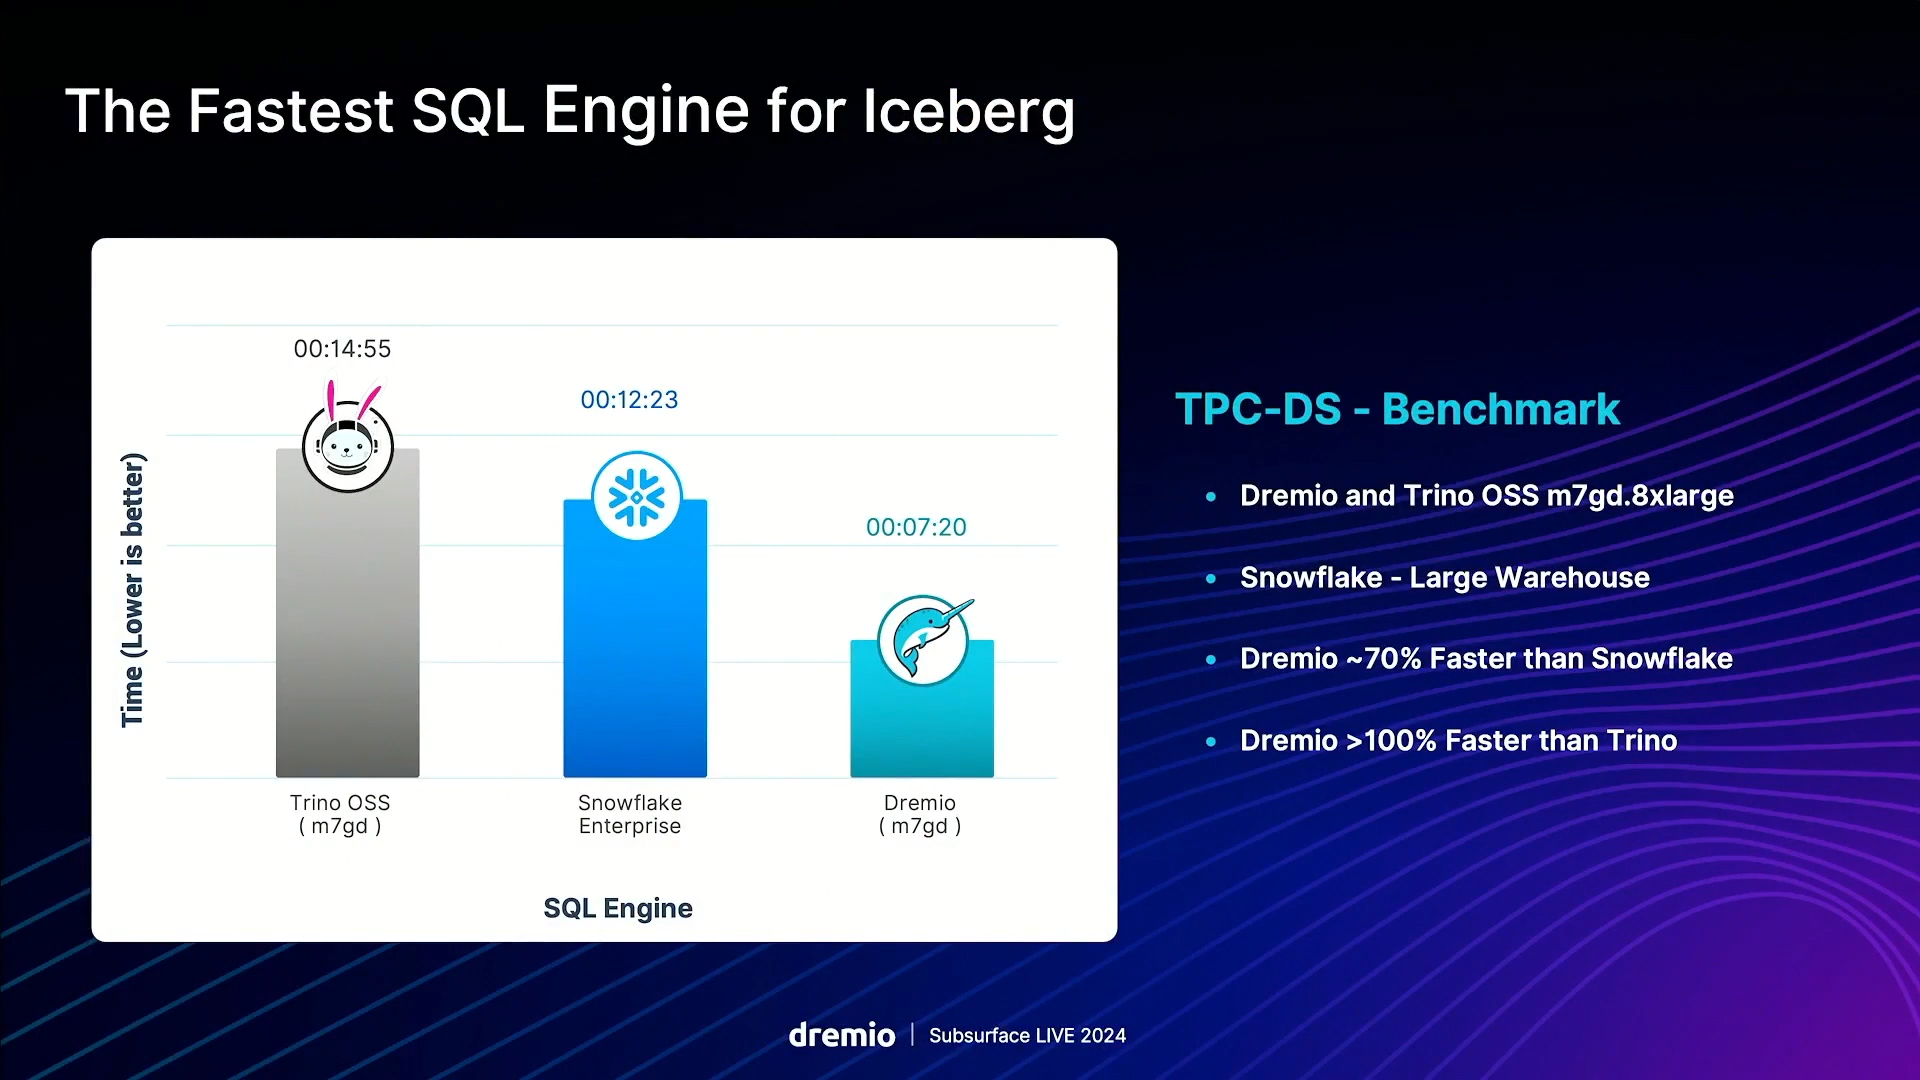 The Fastest SQL Engine for Iceberg
00:14:55
00:12:23
00:07:20
Time (Lower is better)
Trino OSS
( m7gd )
Snowflake
Enterprise
Dremio
( m7gd )
SQL Engine
TPC-DS - Benchmark
• Dremio and Trino OSS m7gd.8xlarge
• Snowflake - Large Warehouse
• Dremio ~70% Faster than Snowflake
• Dremio >100% Faster than Trino
dremio | Subsurface LIVE 2024